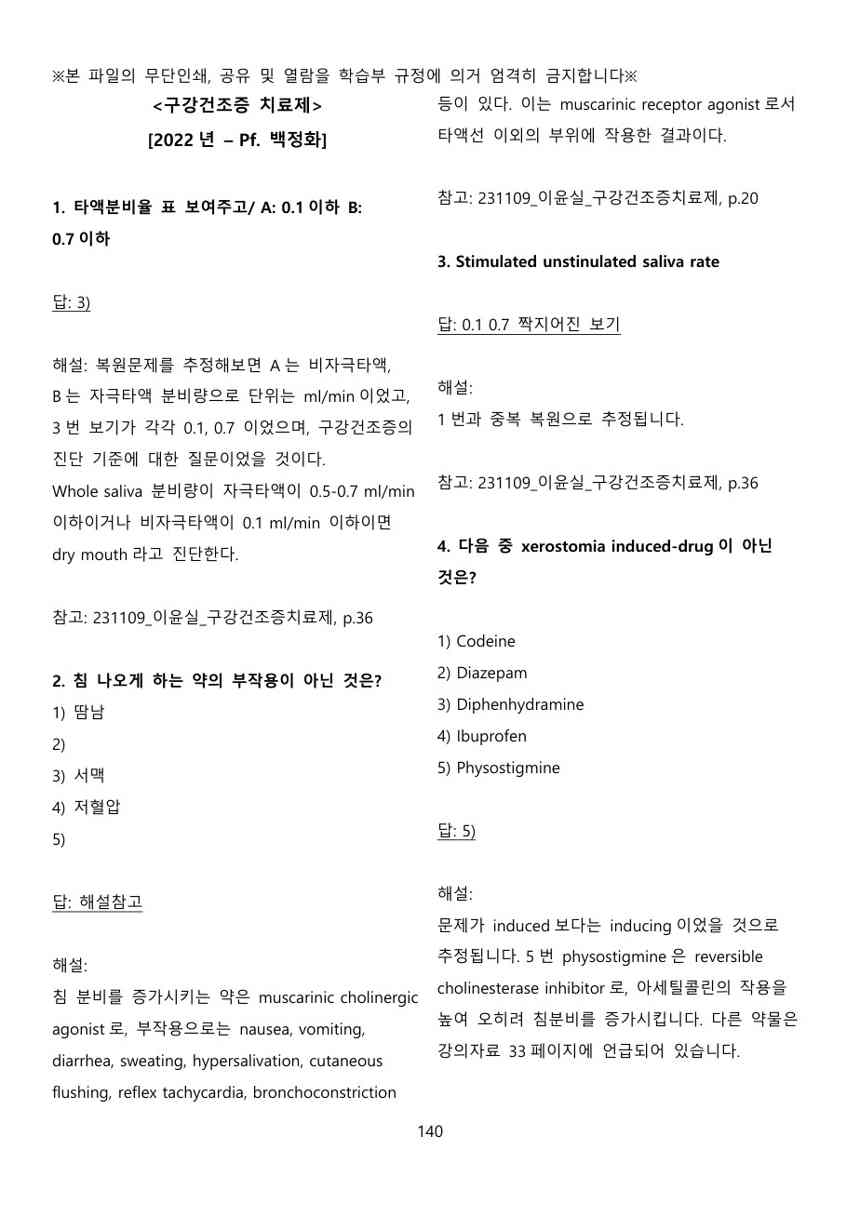 ※본 파일의 무단인쇄, 공유 및 열람을 학습부 규정에 의거 엄격히 금지합니다※
<구강건조증 치료제>
[2022 년 – Pf. 백정화]
1. 타액분비율 표 보여주고/ A: 0.1 이하 B:
0.7 이하
답: 3)
해설: 복원문제를 추정해보면 A 는 비자극타액,
B 는 자극타액 분비량으로 단위는 ml/min 이었고,
3 번 보기가 각각 0.1, 0.7 이었으며, 구강건조증의
진단 기준에 대한 질문이었을 것이다.
Whole saliva 분비량이 자극타액이 0.5-0.7 ml/min
이하이거나 비자극타액이 0.1 ml/min 이하이면
dry mouth 라고 진단한다.
참고: 231109_이윤실_구강건조증치료제, p.36
2. 침 나오게 하는 약의 부작용이 아닌 것은?
1) 땀남
2)
3) 서맥
4) 저혈압
5)
답: 해설참고
해설:
침 분비를 증가시키는 약은 muscarinic cholinergic
agonist 로, 부작용으로는 nausea, vomiting,
diarrhea, sweating, hypersalivation, cutaneous
flushing, reflex tachycardia, bronchoconstriction
등이 있다. 이는 muscarinic receptor agonist 로서
타액선 이외의 부위에 작용한 결과이다.
참고: 231109_이윤실_구강건조증치료제, p.20
3. Stimulated unstinulated saliva rate
답: 0.1 0.7 짝지어진 보기
해설:
1 번과 중복 복원으로 추정됩니다.
참고: 231109_이윤실_구강건조증치료제, p.36
4. 다음 중 xerostomia induced-drug 이 아닌
것은?
1) Codeine
2) Diazepam
3) Diphenhydramine
4) Ibuprofen
5) Physostigmine
답: 5)
해설:
문제가 induced 보다는 inducing 이었을 것으로
추정됩니다. 5 번 physostigmine 은 reversible
cholinesterase inhibitor 로, 아세틸콜린의 작용을
높여 오히려 침분비를 증가시킵니다. 다른 약물은
강의자료 33 페이지에 언급되어 있습니다.
140